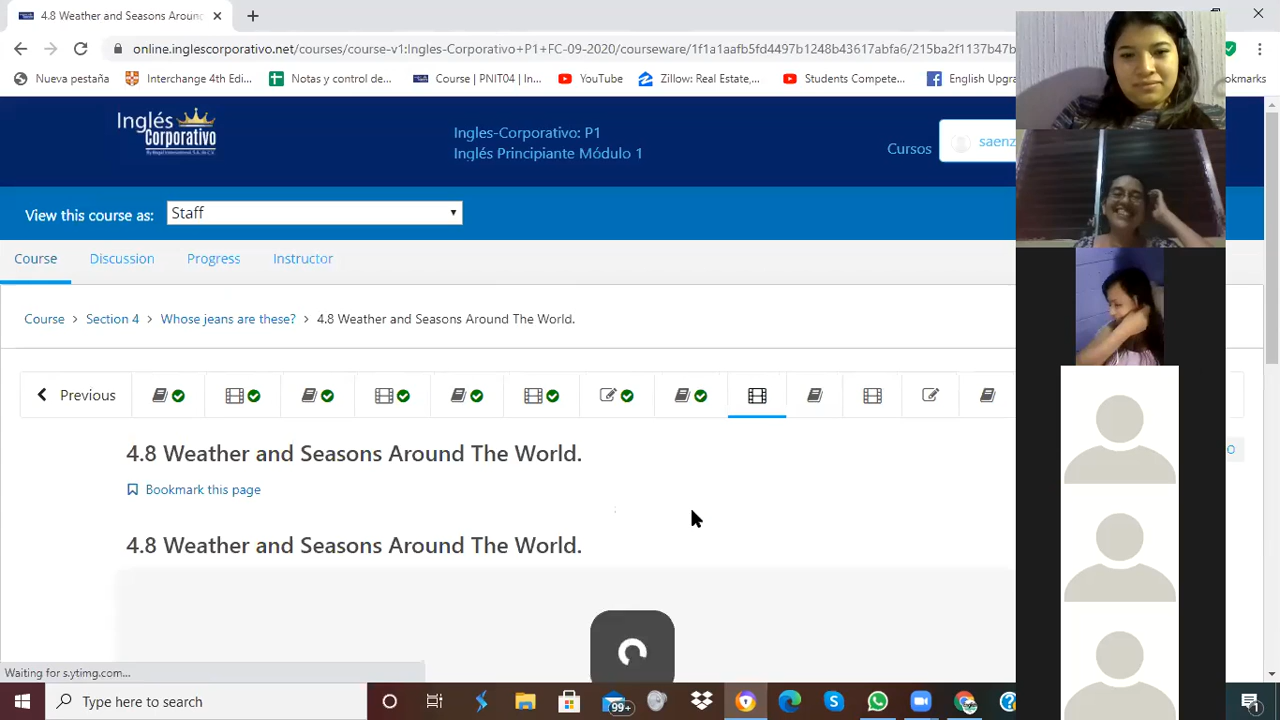 4.8 Weather and Seasons Aroun
online.inglescorporativo.net/courses/course-v1:Ingles-Corporativo+P1+FC-09-2020/courseware/1f1a1aafb5fd4497b1248b43617abfa6/215ba2f1137b47b
Nueva pestaña
Interchange 4th Edi...
Notas y control de...
Course | PNIT04 | In...
YouTube
Zillow: Real Estate,...
Students Compete...
English Upgra
okmarks
Inglés
Corporativo
Ingles-Corporativo: P1
Inglés Principiante Módulo 1
Cursos
saenz
View this course as:
Staff
Course
Discussion
Progress
Instructor
Course > Section 4 > Whose jeans are these? > 4.8 Weather and Seasons Around The World.
Previous
4.8 Weather and Seasons Around The World.
Bookmark this page
4.8 Weather and Seasons Around The World.
Waiting for s.ytimg.com...
Type here to search
99+
1